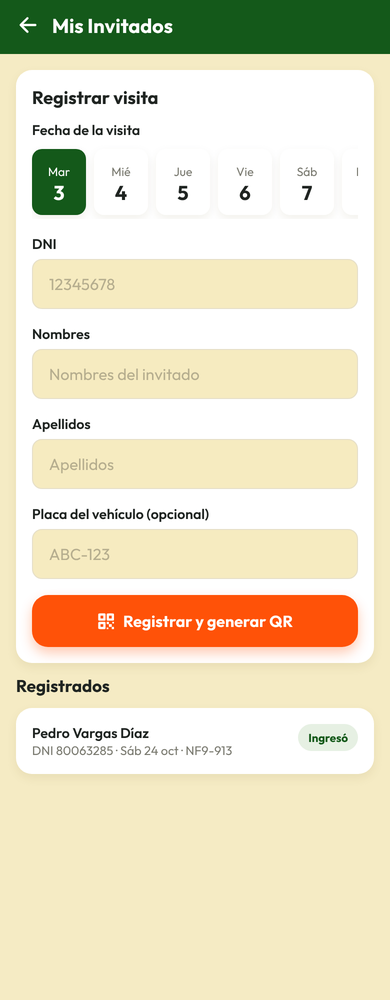 Mis Invitados
Registrar visita
Fecha de la visita
Mar Mié Jue Vie Sáb
3 4 5 6 7
DNI
12345678
Nombres
Nombres del invitado
Apellidos
Apellidos
Placa del vehículo (opcional)
ABC-123
Registrar y generar QR
Registrados
Pedro Vargas Díaz
DNI 80063285 · Sáb 24 oct · NF9-913
Ingresó